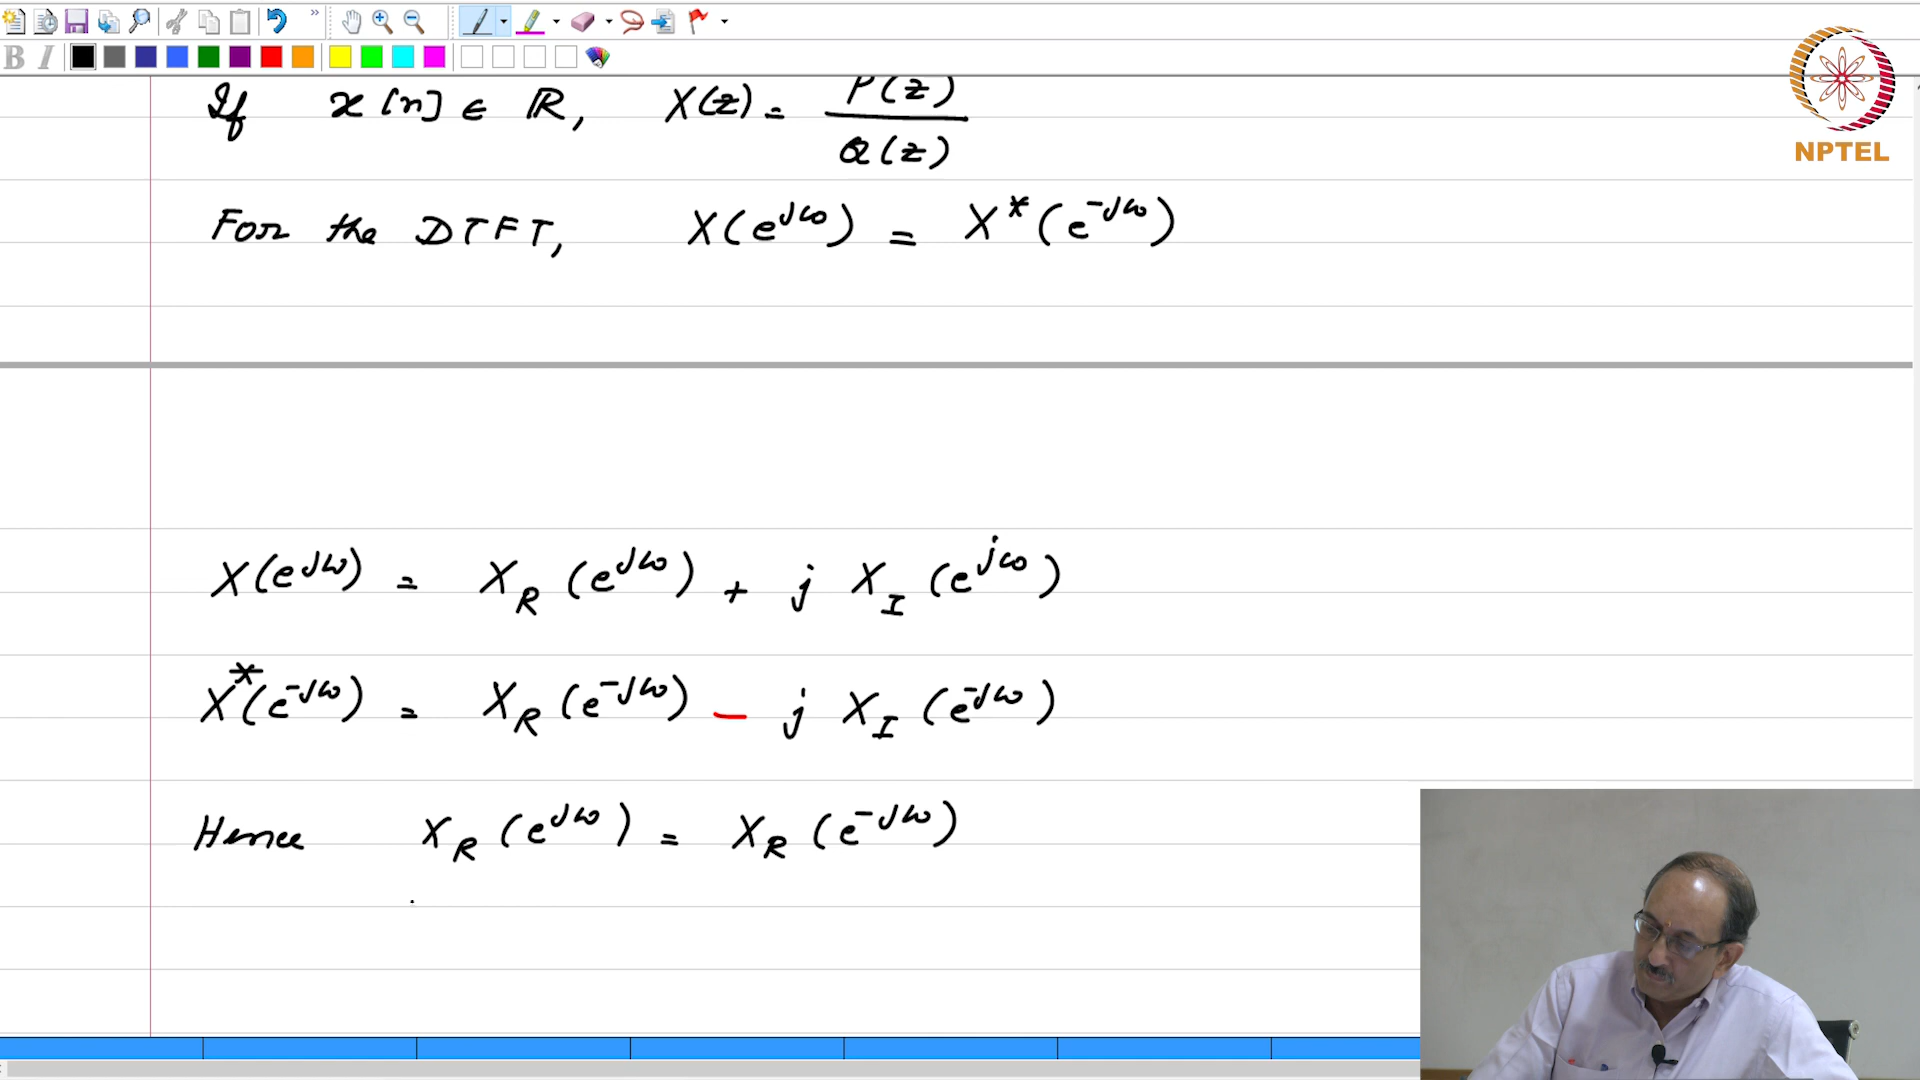 B I
NPTEL
If x[n] ∈ ℝ, X(z) = P(z) / Q(z)
For the DTFT, X(e^{jω}) = X*(e^{-jω})
X(e^{jω}) = X_R(e^{jω}) + j X_I(e^{jω})
X*(e^{-jω}) = X_R(e^{-jω}) - j X_I(e^{-jω})
Hence X_R(e^{jω}) = X_R(e^{-jω})